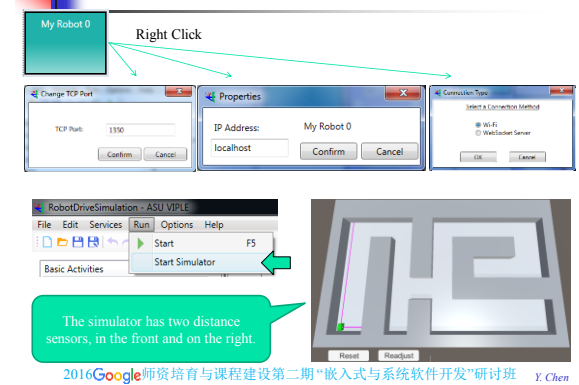 My Robot 0
Right Click
Change TCP Port
TCP Port:
1350
Confirm
Cancel
Properties
IP Address:
My Robot 0
localhost
Confirm
Cancel
Connection Type
Select a Connection Method
Wi-Fi
WebSocket Server
OK
Cancel
RobotDriveSimulation - ASU VIPLE
File Edit Services Run Options Help
Start F5
Start Simulator
Basic Activities
The simulator has two distance
sensors, in the front and on the right.
Reset
Readjust
2016Google师资培育与课程建设第二期“嵌入式与系统软件开发”研讨班
Y. Chen